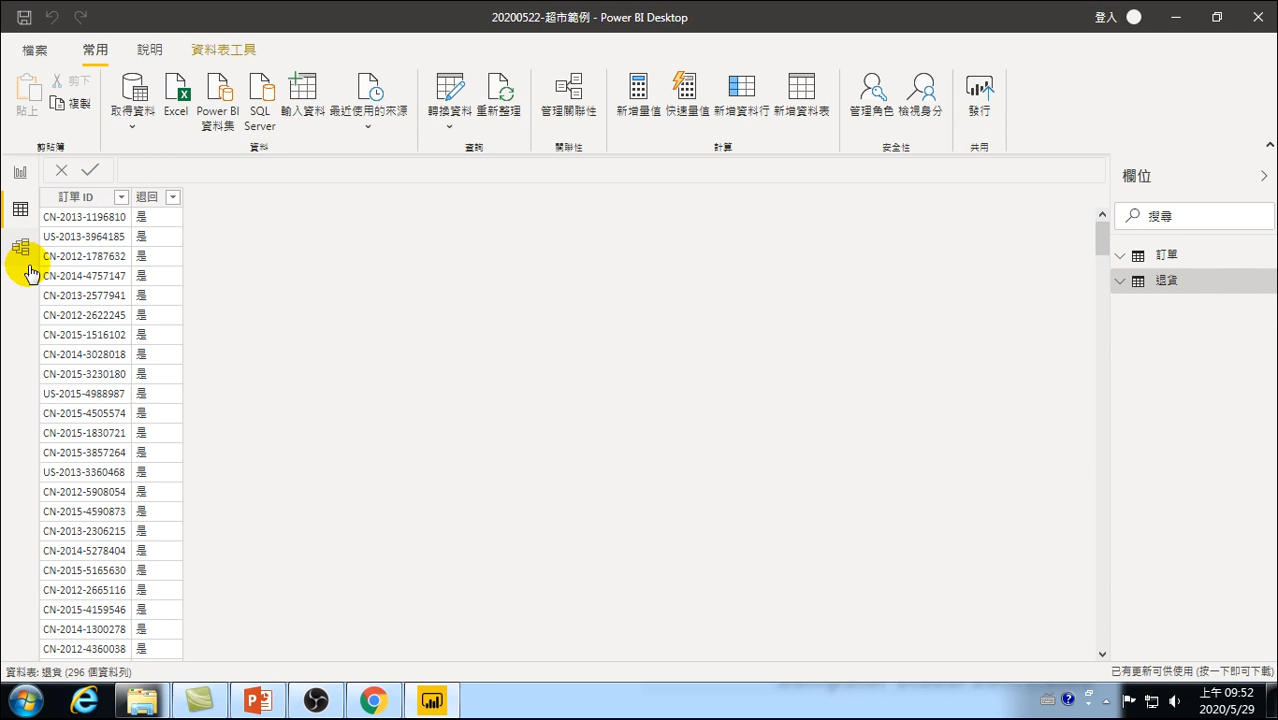 20200522-超市範例 - Power BI Desktop
登入
檔案 常用 說明 資料表工具
貼上
剪下
複製
取得資料
Excel
Power BI
資料集
SQL
Server
輸入資料
最近使用的來源
轉換資料
重新整理
管理關聯性
新增量值
快速量值
新增資料行
新增資料表
管理角色
檢視身分
發行
剪貼簿 資料 查詢 關聯性 計算 安全性 共用
欄位
搜尋
訂單
退貨
訂單 ID 退回
CN-2013-1196810 是
US-2013-3964185 是
CN-2012-1787632 是
CN-2014-4757147 是
CN-2013-2577941 是
CN-2012-2622245 是
CN-2015-1516102 是
CN-2014-3028018 是
CN-2015-3230180 是
US-2015-4988987 是
CN-2015-4505574 是
CN-2015-1830721 是
CN-2015-3857264 是
US-2013-3360468 是
CN-2012-5908054 是
CN-2015-4590873 是
CN-2013-2306215 是
CN-2014-5278404 是
CN-2015-5165630 是
CN-2012-2665116 是
CN-2015-4159546 是
CN-2014-1300278 是
CN-2012-4360038 是
資料表: 退貨 (296 個資料列)
已有更新可供使用 (按一下即可下載)
上午 09:52
2020/5/29